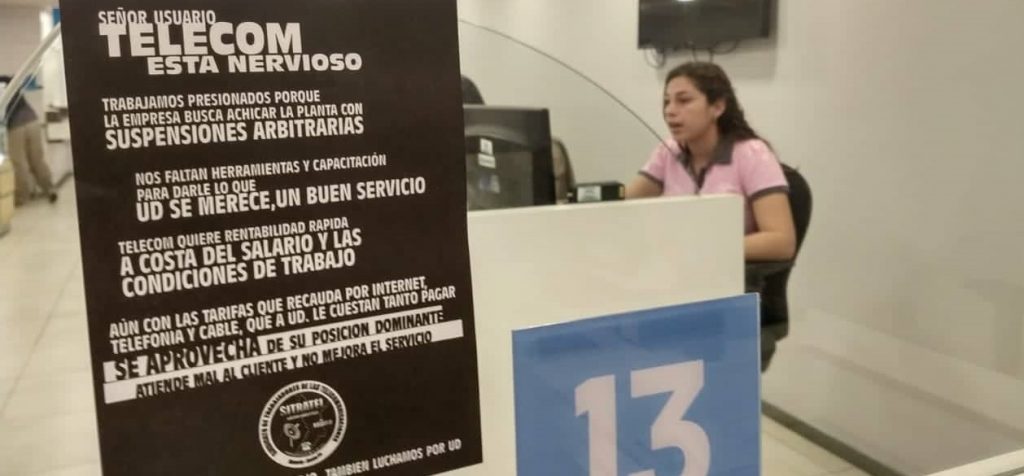 SEÑOR USUARIO
TELECOM
ESTA NERVIOSO
TRABAJAMOS PRESIONADOS PORQUE
LA EMPRESA BUSCA ACHICAR LA PLANTA CON
SUSPENSIONES ARBITRARIAS
NOS FALTAN HERRAMIENTAS Y CAPACITACIÓN
PARA DARLE LO QUE
UD SE MERECE,UN BUEN SERVICIO
TELECOM QUIERE RENTABILIDAD RAPIDA
A COSTA DEL SALARIO Y LAS
CONDICIONES DE TRABAJO
AÚN CON LAS TARIFAS QUE RECAUDA POR INTERNET,
TELEFONIA Y CABLE, QUE A UD. LE CUESTAN TANTO PAGAR
SE APROVECHA DE SU POSICION DOMINANTE
ATIENDE MAL AL CLIENTE Y NO MEJORA EL SERVICIO
SITRATEL
TAMBIEN LUCHAMOS POR UD
13